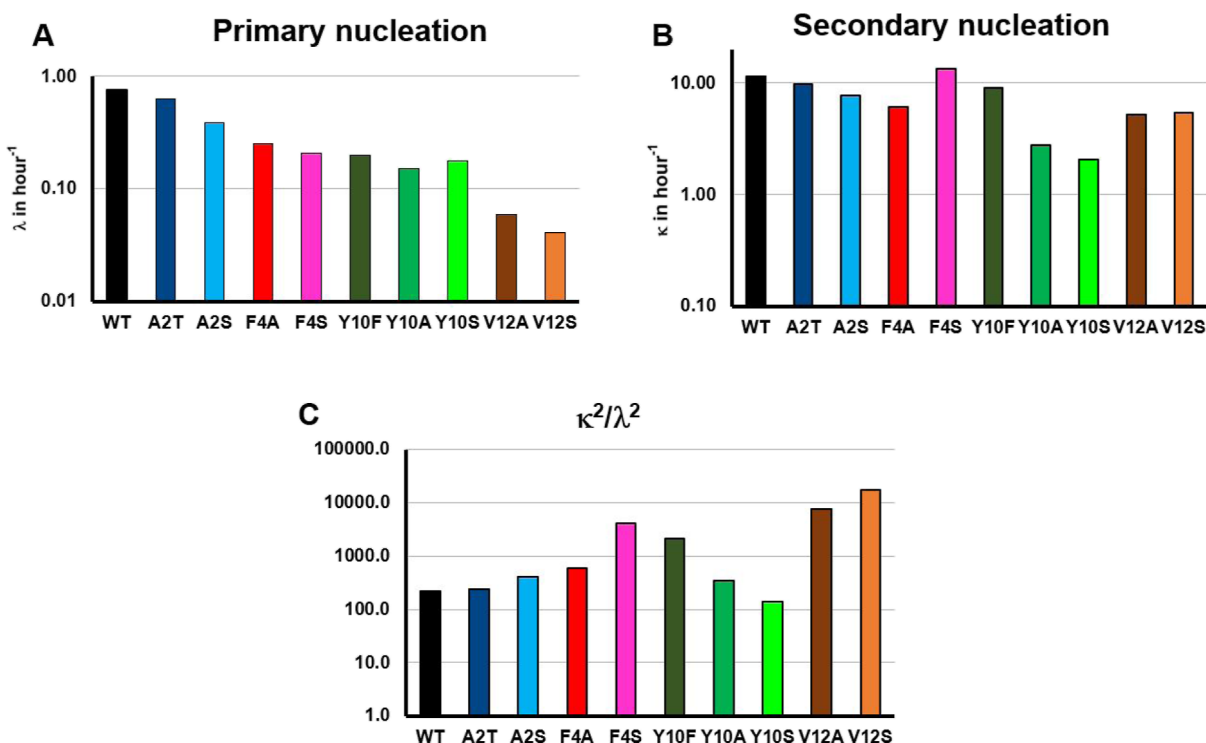 A
Primary nucleation
1.00
0.10
0.01
λ in hour-1
WT A2T A2S F4A F4S Y10F Y10A Y10S V12A V12S
B
Secondary nucleation
10.00
1.00
0.10
κ in hour-1
WT A2T A2S F4A F4S Y10F Y10A Y10S V12A V12S
C
κ2/λ2
100000.0
10000.0
1000.0
100.0
10.0
1.0
WT A2T A2S F4A F4S Y10F Y10A Y10S V12A V12S